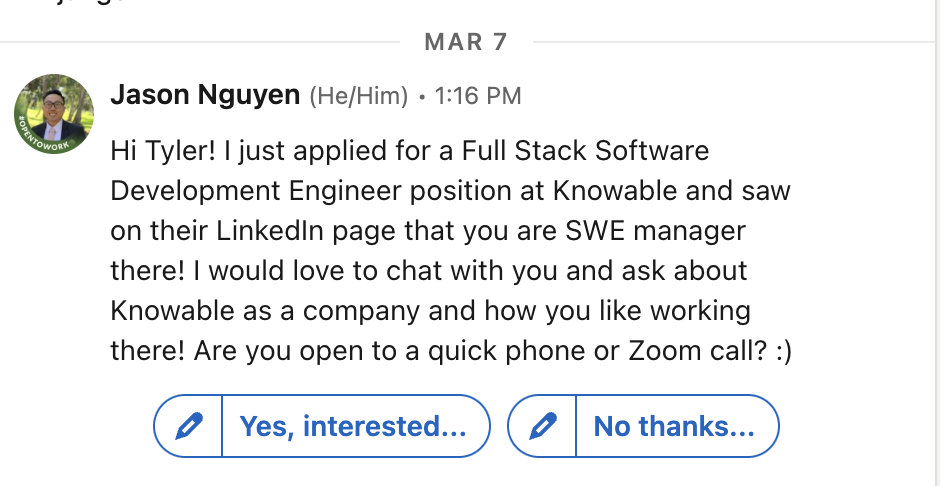 MAR 7
Jason Nguyen (He/Him) • 1:16 PM
#OPENTOWORK
Hi Tyler! I just applied for a Full Stack Software
Development Engineer position at Knowable and saw
on their LinkedIn page that you are SWE manager
there! I would love to chat with you and ask about
Knowable as a company and how you like working
there! Are you open to a quick phone or Zoom call? :)
Yes, interested...
No thanks...